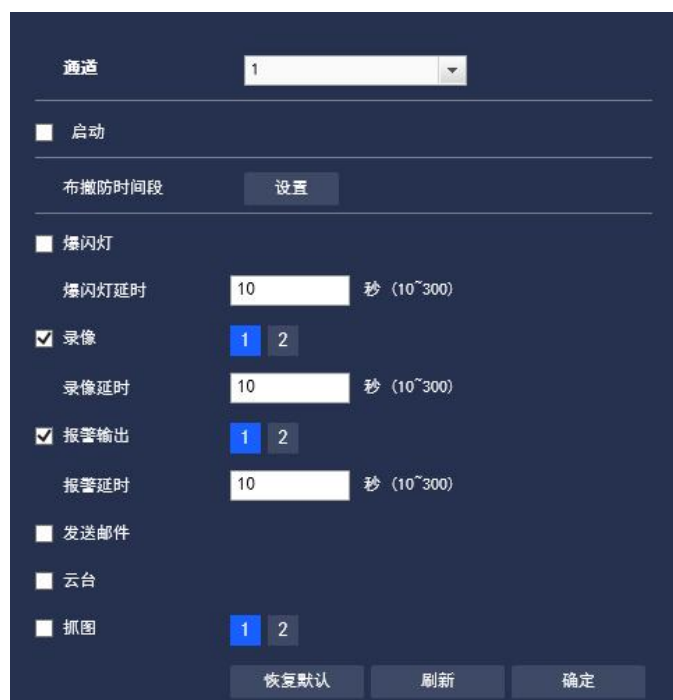 通道 1
启动
布撤防时间段 设置
爆闪灯
爆闪灯延时 10 秒 (10~300)
录像 1 2
录像延时 10 秒 (10~300)
报警输出 1 2
报警延时 10 秒 (10~300)
发送邮件
云台
抓图 1 2
恢复默认 刷新 确定